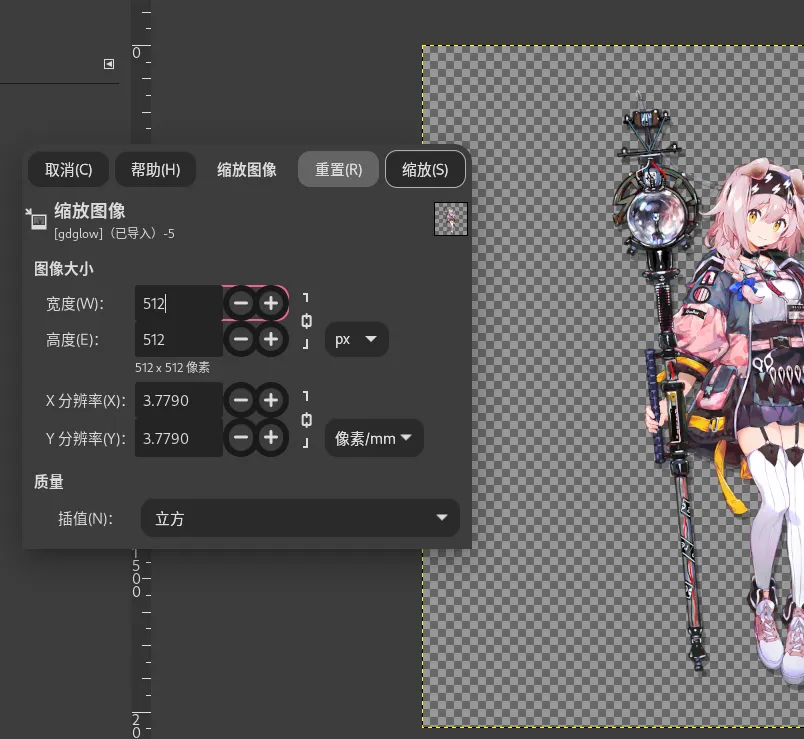 0
取消(C) 帮助(H) 缩放图像 重置(R) 缩放(S)
缩放图像
[gdglow]（已导入）-5
图像大小
宽度(W)： 512
高度(E)： 512 px
512 x 512 像素
X 分辨率(X)： 3.7790
Y 分辨率(Y)： 3.7790 像素/mm
质量
插值(N)： 立方
5
0
0
2
0